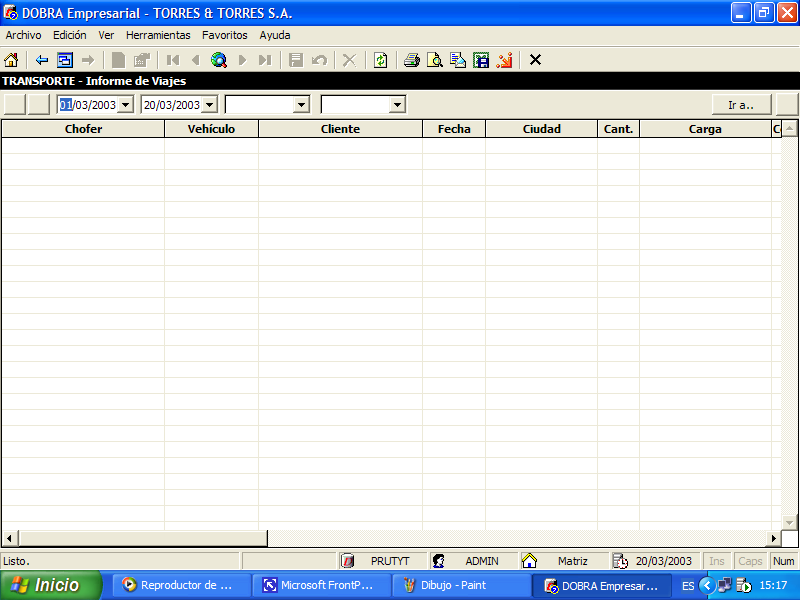 DOBRA Empresarial - TORRES & TORRES S.A.
Archivo Edición Ver Herramientas Favoritos Ayuda
TRANSPORTE - Informe de Viajes
01/03/2003 20/03/2003 Ir a..
Chofer Vehículo Cliente Fecha Ciudad Cant. Carga
Listo. PRUTYT ADMIN Matriz 20/03/2003 Ins Caps Num
Inicio Reproductor de ... Microsoft FrontP... Dibujo - Paint DOBRA Empresar... ES 15:17